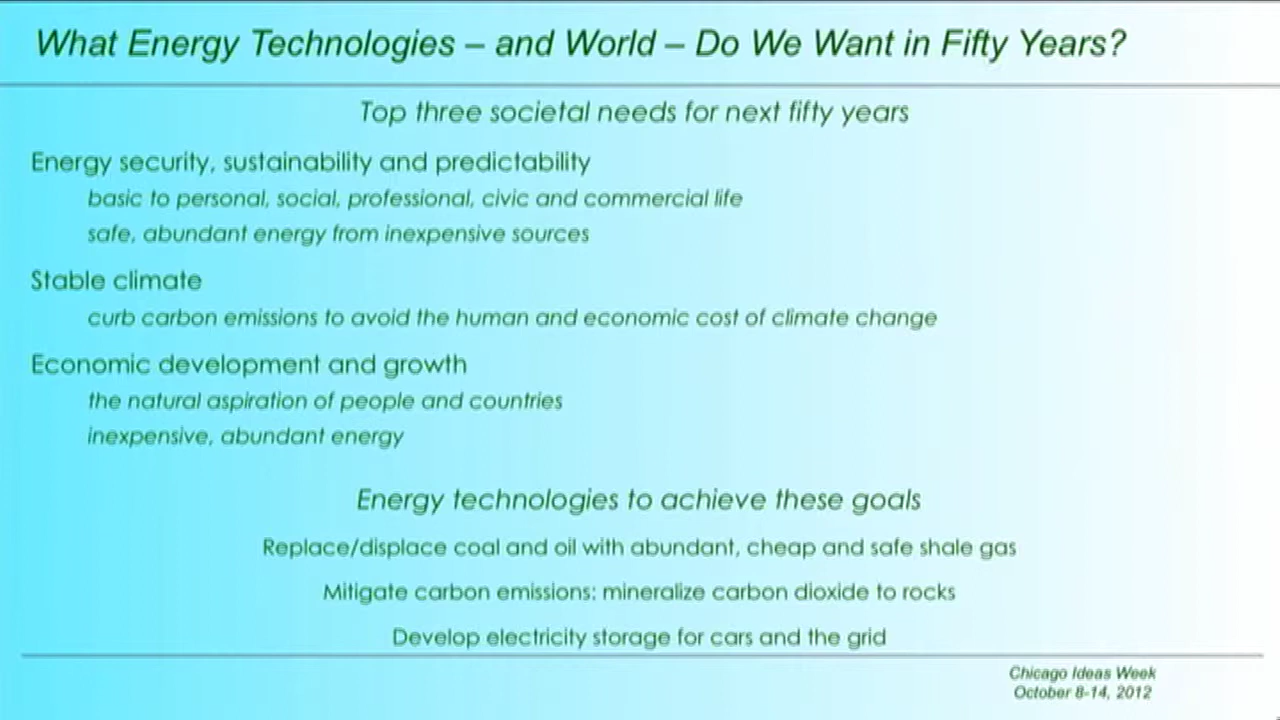 What Energy Technologies – and World – Do We Want in Fifty Years?
Top three societal needs for next fifty years
Energy security, sustainability and predictability
basic to personal, social, professional, civic and commercial life
safe, abundant energy from inexpensive sources
Stable climate
curb carbon emissions to avoid the human and economic cost of climate change
Economic development and growth
the natural aspiration of people and countries
inexpensive, abundant energy
Energy technologies to achieve these goals
Replace/displace coal and oil with abundant, cheap and safe shale gas
Mitigate carbon emissions: mineralize carbon dioxide to rocks
Develop electricity storage for cars and the grid
Chicago Ideas Week
October 8-14, 2012